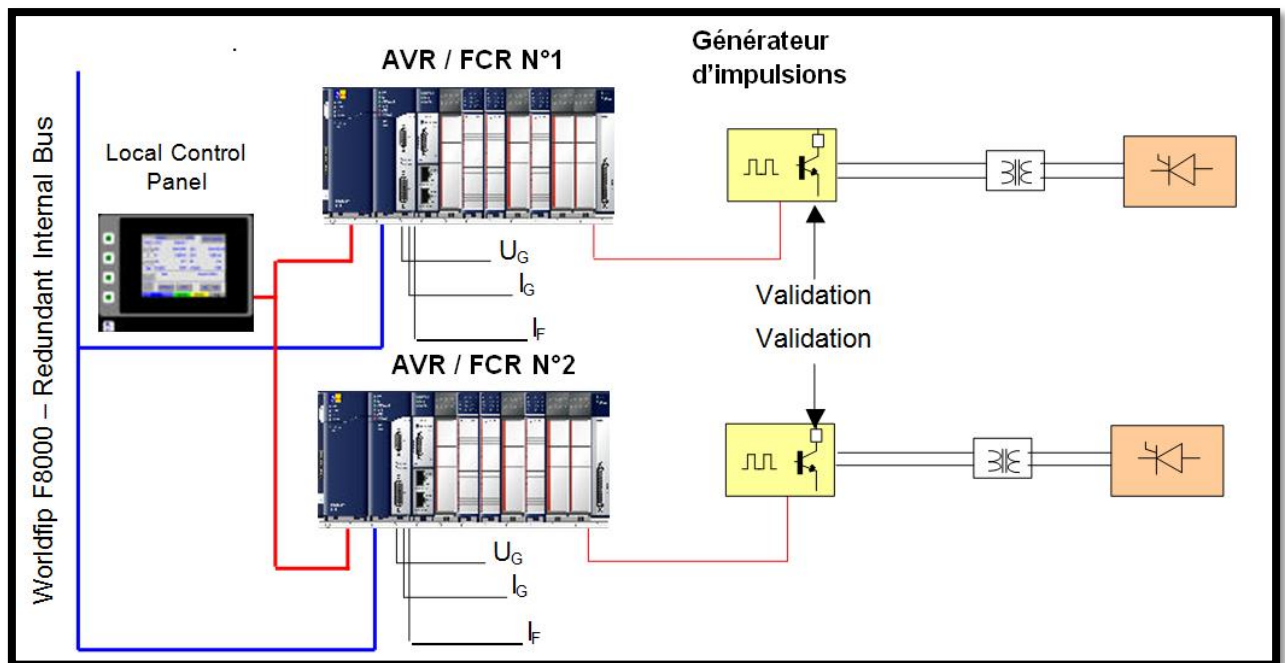 Worldfip F8000 – Redundant Internal Bus
Local Control
Panel
AVR / FCR N°1
Générateur
d'impulsions
UG
IG
IF
Validation
Validation
AVR / FCR N°2
UG
IG
IF